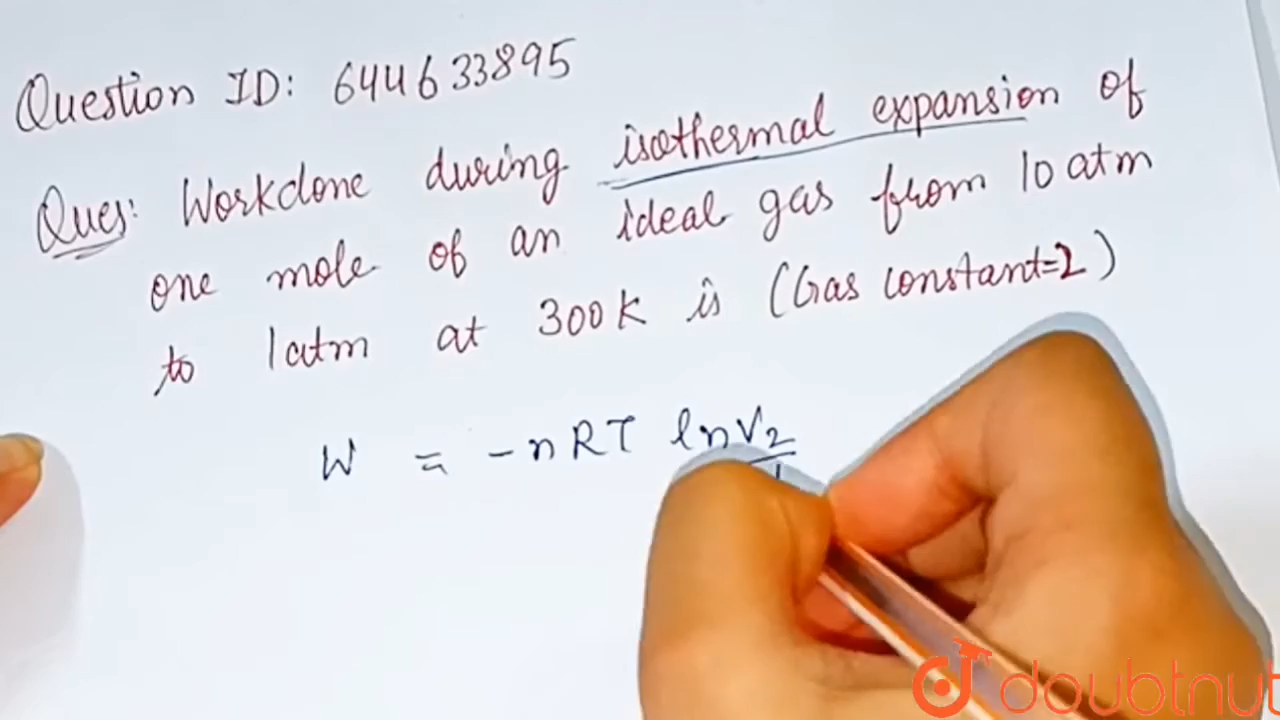 Question ID: 644633895
Ques: Workdone during isothermal expansion of
one mole of an ideal gas from 10 atm
to 1atm at 300K is (Gas constant=2)
W = -nRT ln V2
doubtnut